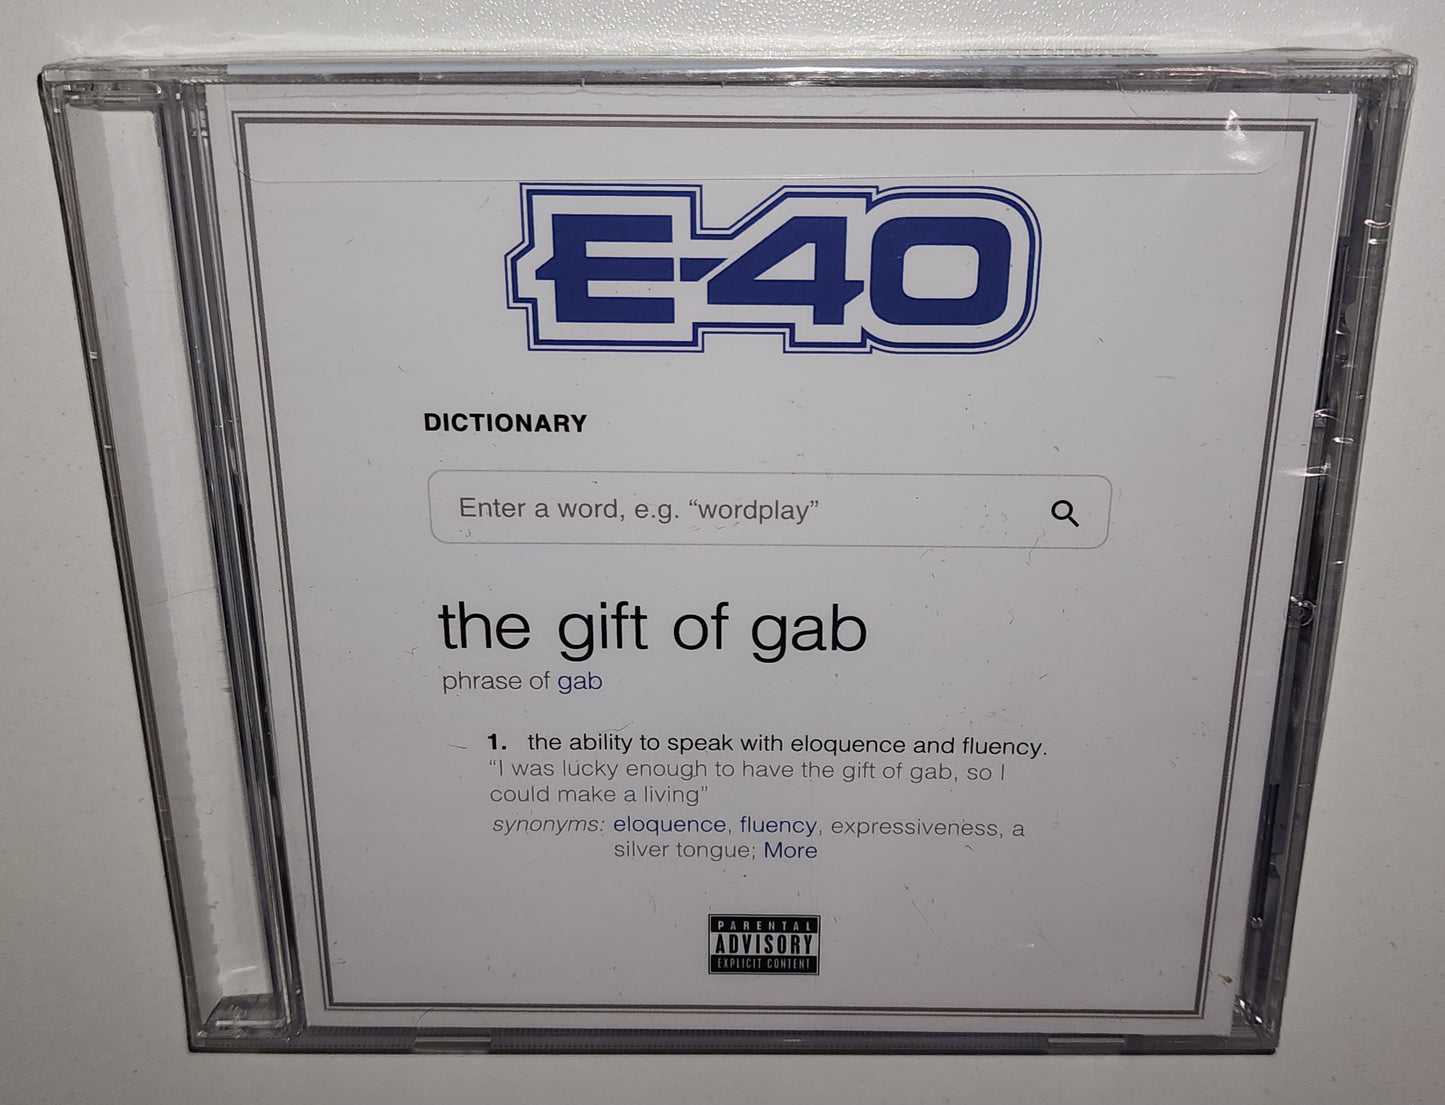 E-40
DICTIONARY
Enter a word, e.g. “wordplay”
the gift of gab
phrase of gab
1. the ability to speak with eloquence and fluency.
“I was lucky enough to have the gift of gab, so I
could make a living”
synonyms: eloquence, fluency, expressiveness, a
silver tongue; More
PARENTAL
ADVISORY
EXPLICIT CONTENT